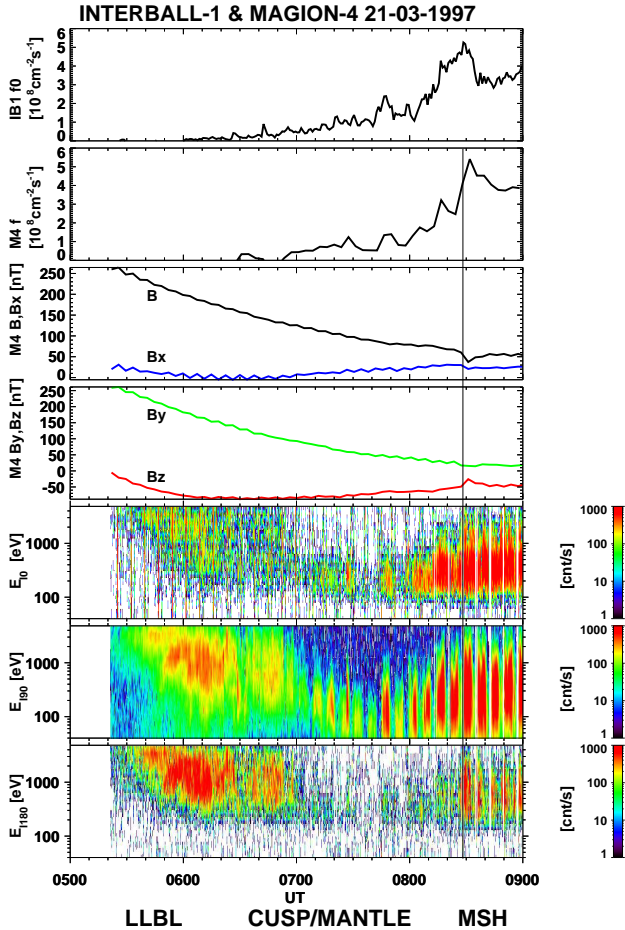 INTERBALL-1 & MAGION-4 21-03-1997
IB1 f0
[10⁸cm⁻²s⁻¹]
6
5
4
3
2
1
0
M4 f
[10⁸cm⁻²s⁻¹]
6
5
4
3
2
1
0
M4 B,Bx [nT]
250
200
150
100
50
0
B
Bx
M4 By,Bz [nT]
250
200
150
100
50
0
-50
By
Bz
E_I0 [eV]
1000
100
1000
100
10
1
[cnt/s]
E_I90 [eV]
1000
100
1000
100
10
1
[cnt/s]
E_I180 [eV]
1000
100
1000
100
10
1
[cnt/s]
0500 0600 0700 0800 0900
UT
LLBL CUSP/MANTLE MSH